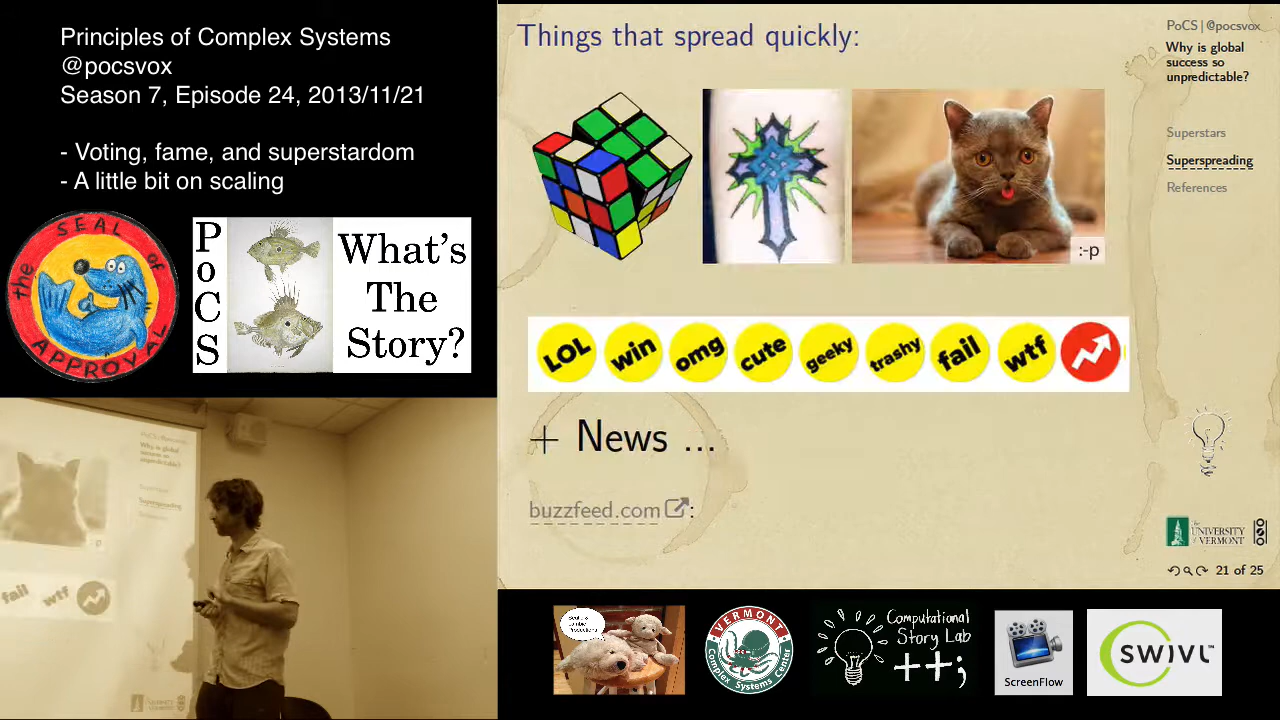 Principles of Complex Systems
@pocsvox
Season 7, Episode 24, 2013/11/21
- Voting, fame, and superstardom
- A little bit on scaling
the SEAL of APPROVAL
PoCS
What's
The
Story?
Things that spread quickly:
:-p
LOL win omg cute geeky trashy fail wtf
+ News ...
buzzfeed.com :
PoCS | @pocsvox
Why is global
success so
unpredictable?
Superstars
Superspreading
References
The
UNIVERSITY
of VERMONT
21 of 25
fail wtf
VERMONT
Complex Systems Center
Computational
Story Lab
++;
ScreenFlow
SWIVL™